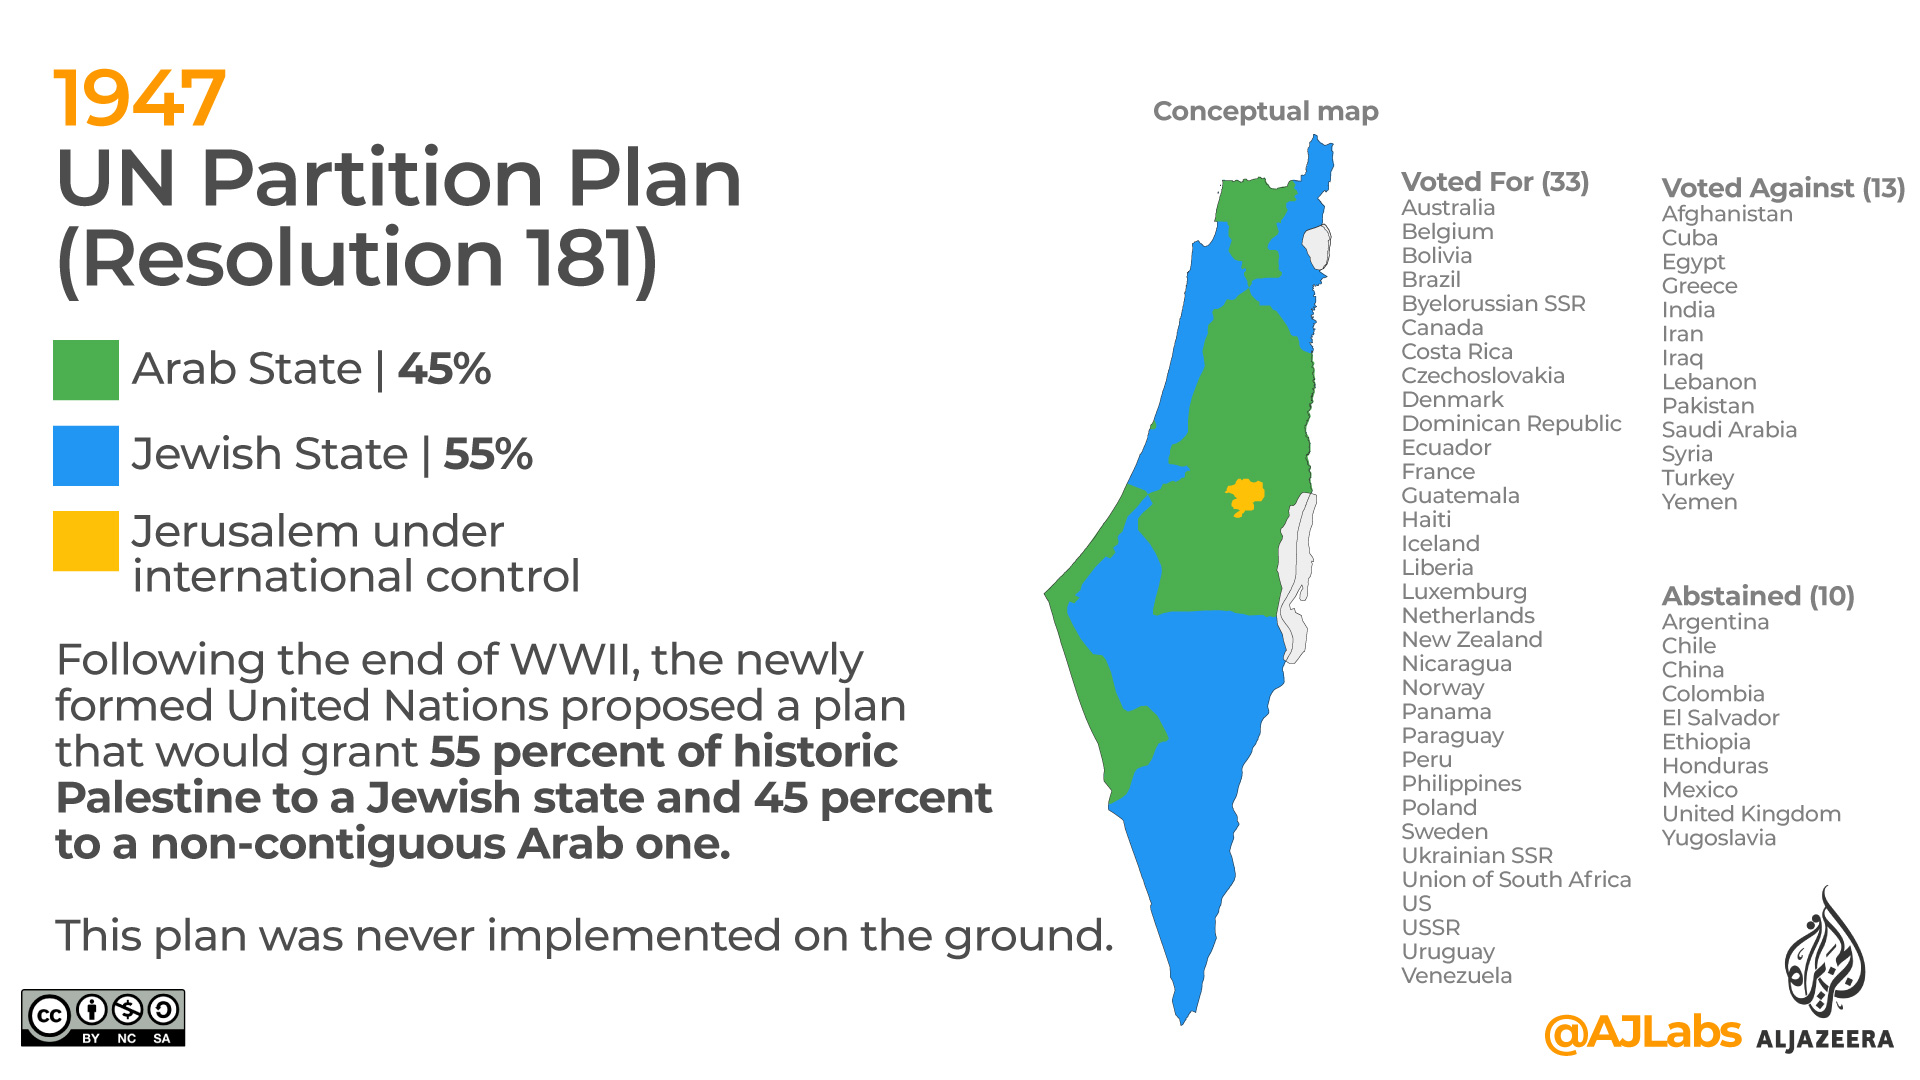 1947
UN Partition Plan
(Resolution 181)
Arab State | 45%
Jewish State | 55%
Jerusalem under
international control
Following the end of WWII, the newly
formed United Nations proposed a plan
that would grant 55 percent of historic
Palestine to a Jewish state and 45 percent
to a non-contiguous Arab one.
This plan was never implemented on the ground.
cc
BY NC SA
Conceptual map
Voted For (33)
Australia
Belgium
Bolivia
Brazil
Byelorussian SSR
Canada
Costa Rica
Czechoslovakia
Denmark
Dominican Republic
Ecuador
France
Guatemala
Haiti
Iceland
Liberia
Luxemburg
Netherlands
New Zealand
Nicaragua
Norway
Panama
Paraguay
Peru
Philippines
Poland
Sweden
Ukrainian SSR
Union of South Africa
US
USSR
Uruguay
Venezuela
Voted Against (13)
Afghanistan
Cuba
Egypt
Greece
India
Iran
Iraq
Lebanon
Pakistan
Saudi Arabia
Syria
Turkey
Yemen
Abstained (10)
Argentina
Chile
China
Colombia
El Salvador
Ethiopia
Honduras
Mexico
United Kingdom
Yugoslavia
@AJLabs
الجزيرة
ALJAZEERA